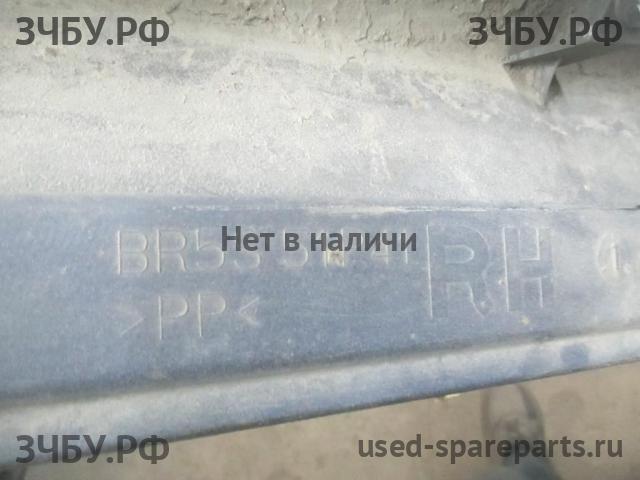 ЗЧБУ.РФ
ЗЧБУ.РФ
Нет в наличи
RH
>PP<
ЗЧБУ.РФ
used-spareparts.ru